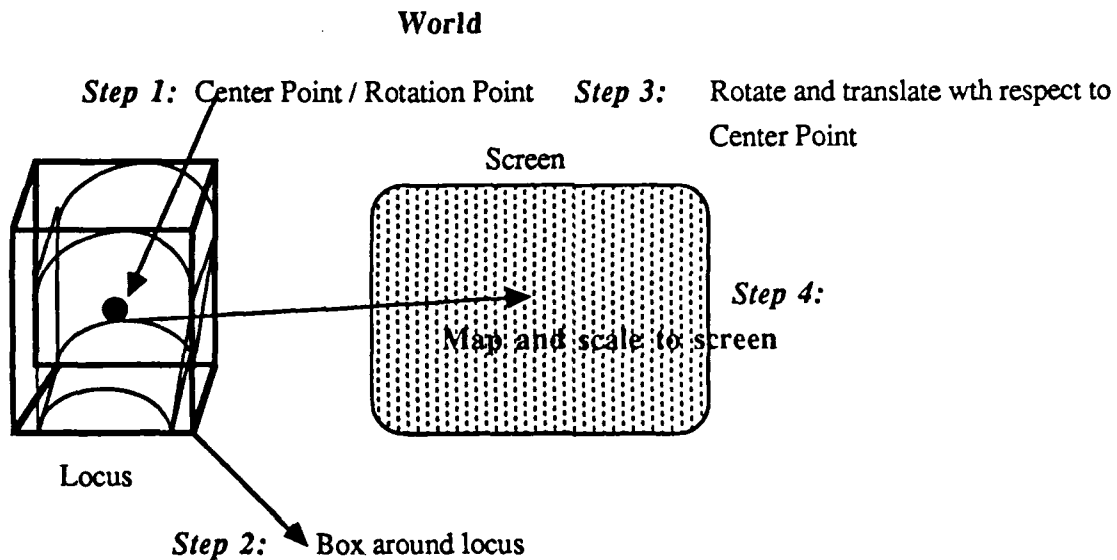 World
Step 1: Center Point / Rotation Point
Step 3: Rotate and translate wth respect to
Center Point
Screen
Step 4:
Map and scale to screen
Locus
Step 2: Box around locus